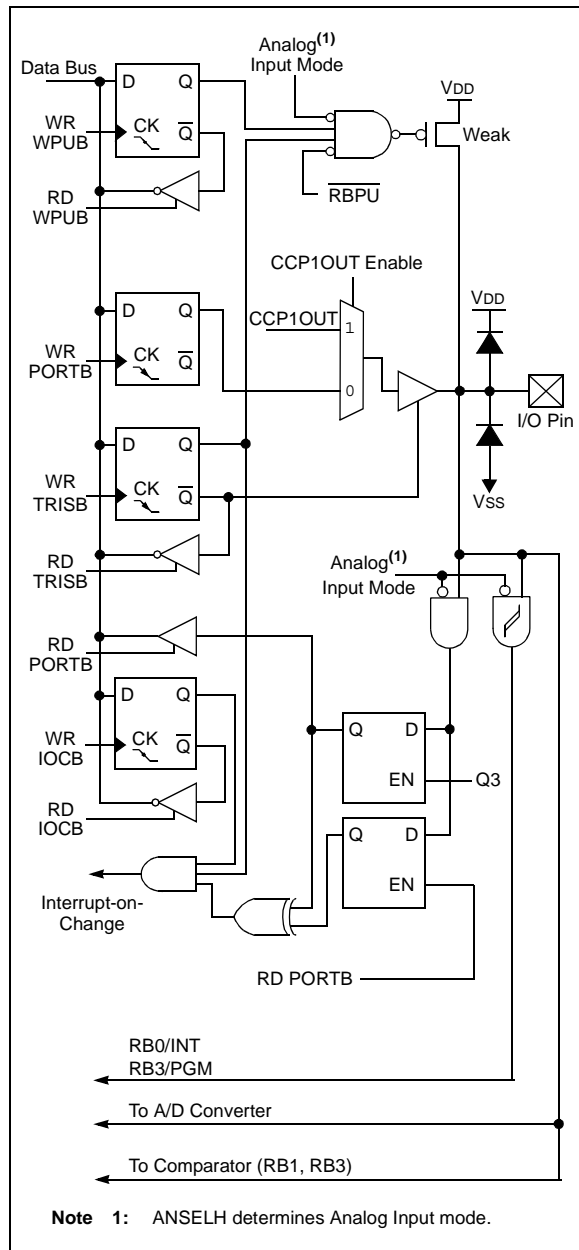 Analog(1)
Input Mode
Data Bus
D Q
VDD
WR
WPUB
CK
Q
Weak
RD
WPUB
RBPU
CCP1OUT Enable
D Q
CCP1OUT
1
VDD
WR
PORTB
CK
Q
0
I/O Pin
D Q
WR
TRISB
CK
Q
VSS
RD
TRISB
Analog(1)
Input Mode
RD
PORTB
D Q
WR
IOCB
CK
Q
Q D
EN
Q3
RD
IOCB
Q D
EN
Interrupt-on-
Change
RD PORTB
RB0/INT
RB3/PGM
To A/D Converter
To Comparator (RB1, RB3)
Note 1: ANSELH determines Analog Input mode.